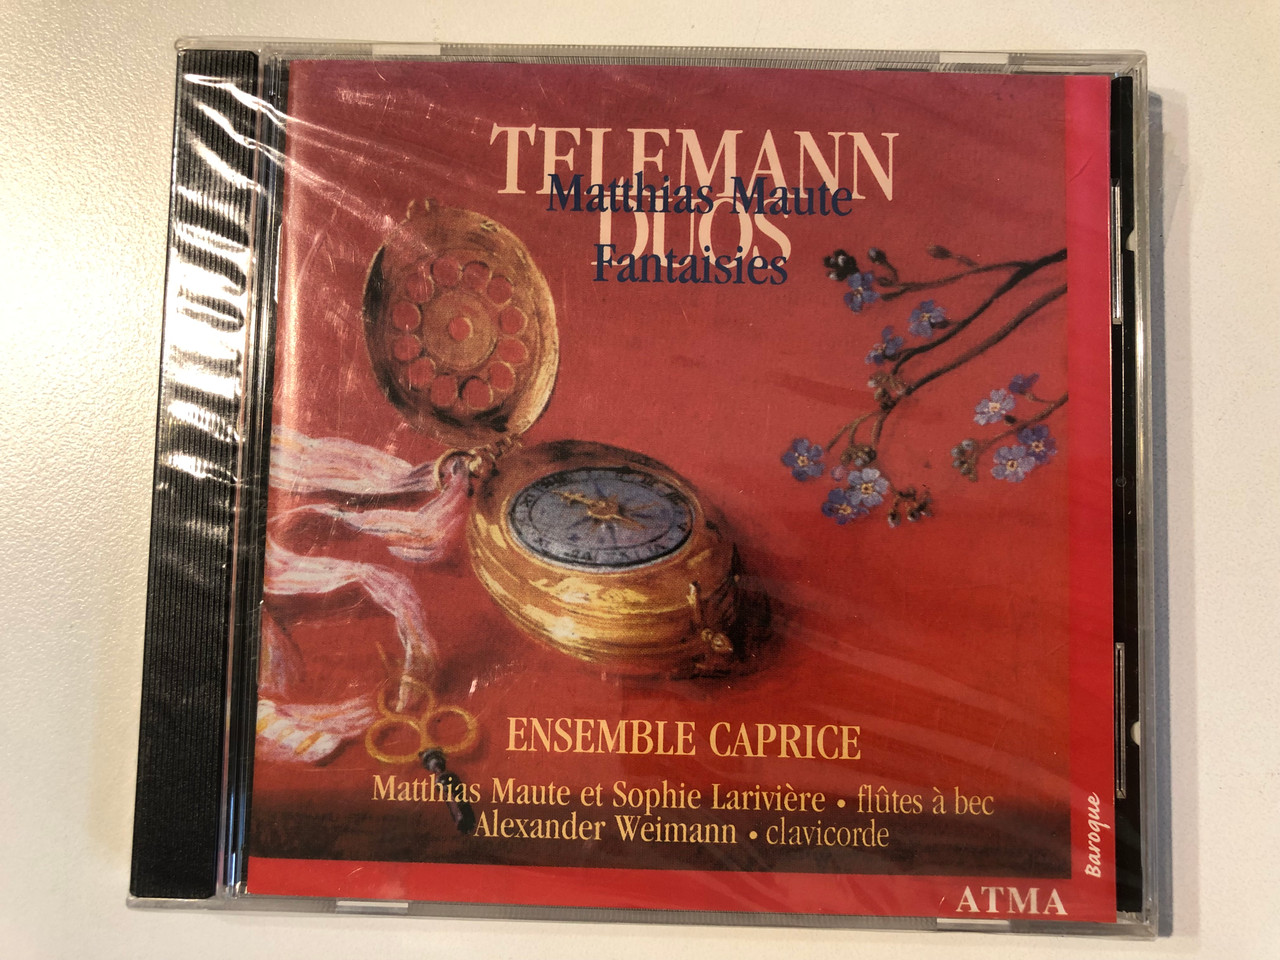 TELEMANN
Matthias Maute
DUOS
Fantaisies
ENSEMBLE CAPRICE
Matthias Maute et Sophie Larivière • flûtes à bec
Alexander Weimann • clavicorde
Baroque
ATMA